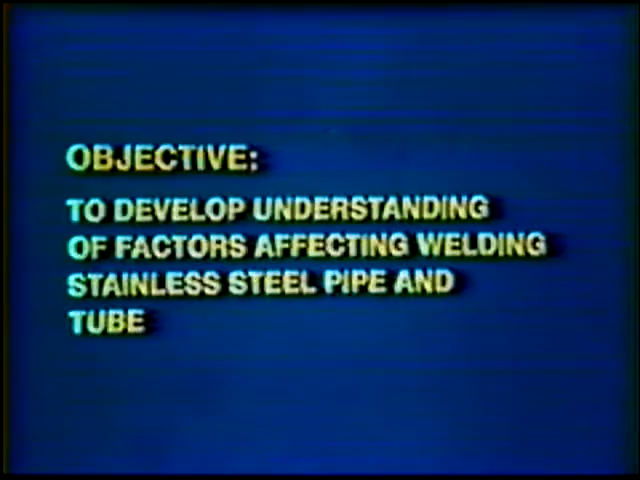 OBJECTIVE:
TO DEVELOP UNDERSTANDING
OF FACTORS AFFECTING WELDING
STAINLESS STEEL PIPE AND
TUBE